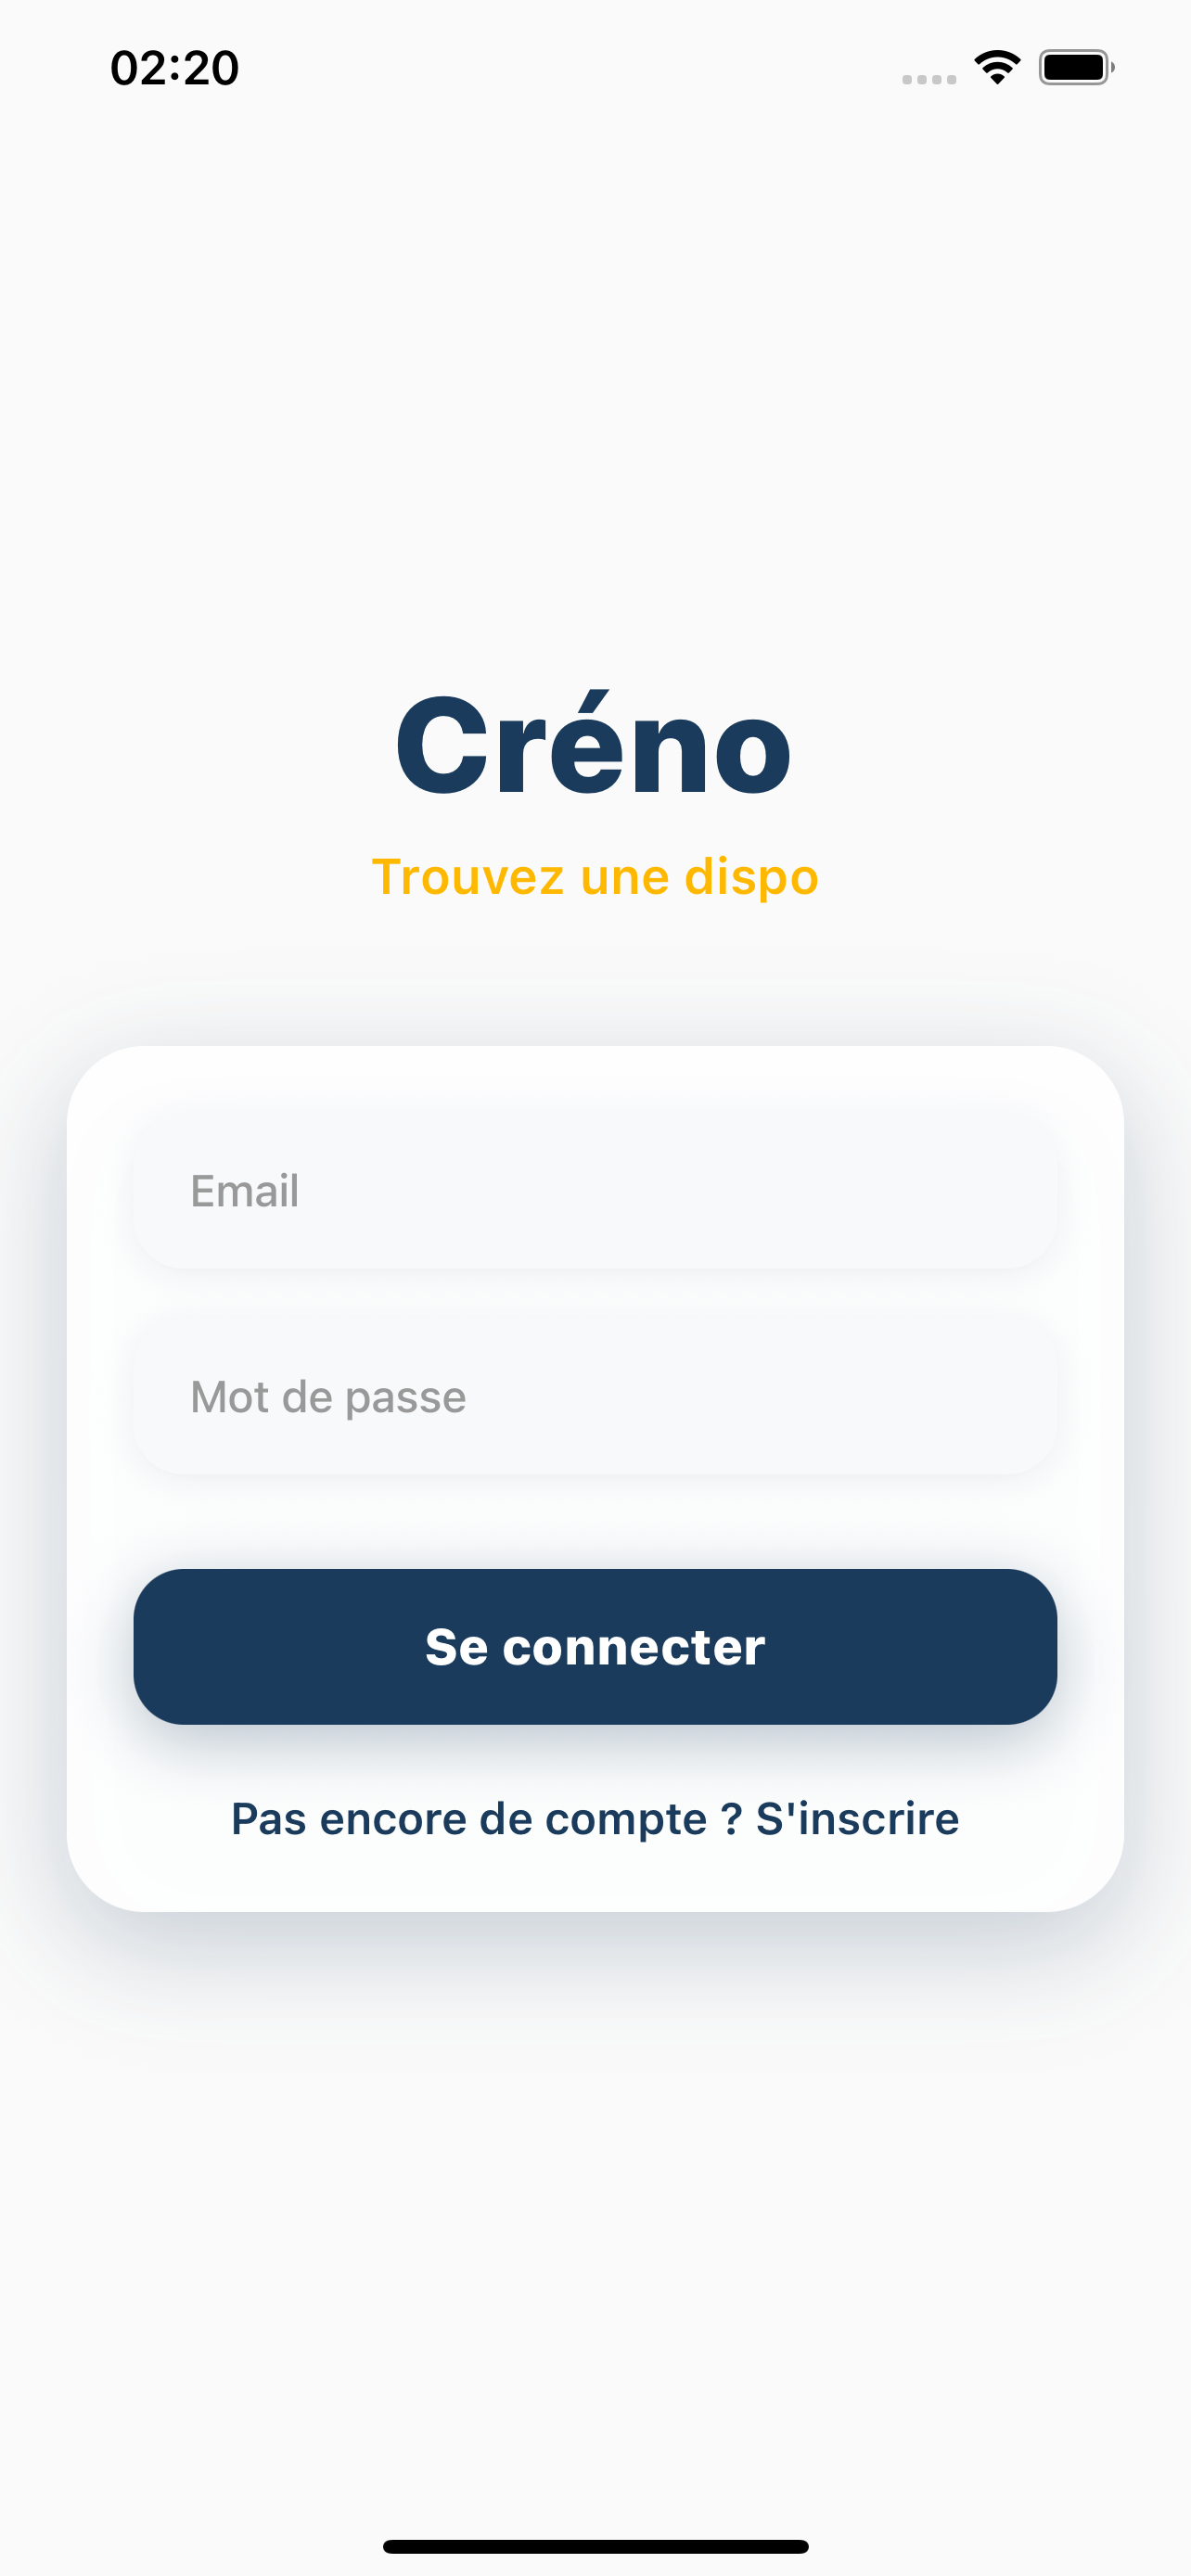 02:20
Créno
Trouvez une dispo
Email
Mot de passe
Se connecter
Pas encore de compte ? S'inscrire